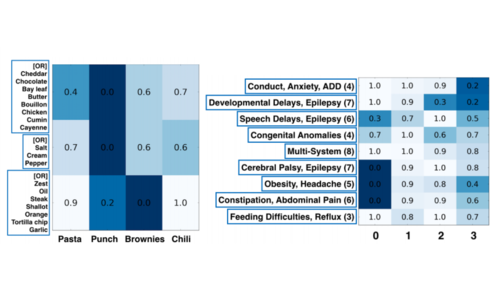 [OR]
Cheddar
Chocolate
Bay leaf
Butter
Bouillon
Chicken
Cumin
Cayenne
0.4 0.0 0.6 0.7
[OR]
Salt
Cream
Pepper
0.7 0.0 0.6 0.6
[OR]
Zest
Oil
Steak
Shallot
Orange
Tortilla chip
Garlic
0.9 0.2 0.0 1.0
Pasta Punch Brownies Chili
Conduct, Anxiety, ADD (4) 1.0 1.0 0.9 0.2
Developmental Delays, Epilepsy (7) 1.0 0.9 0.3 0.2
Speech Delays, Epilepsy (6) 0.3 0.7 1.0 0.5
Congenital Anomalies (4) 0.7 1.0 0.6 0.7
Multi-System (8) 1.0 1.0 0.9 0.8
Cerebral Palsy, Epilepsy (7) 0.0 0.9 1.0 0.8
Obesity, Headache (5) 0.0 0.9 0.8 0.4
Constipation, Abdominal Pain (6) 0.0 0.9 0.9 0.6
Feeding Difficulties, Reflux (3) 1.0 0.8 1.0 0.7
0 1 2 3